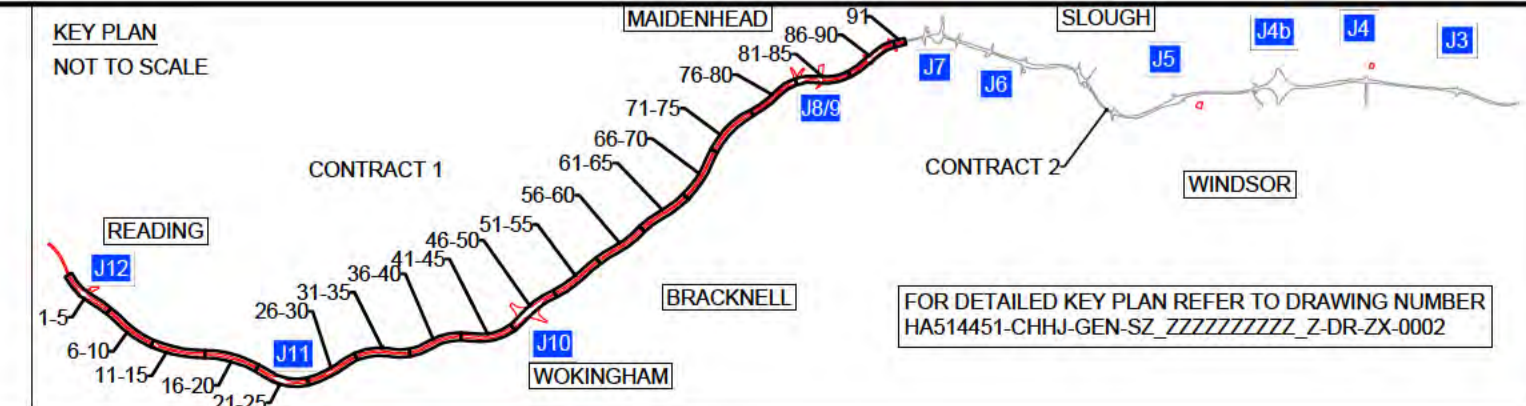 KEY PLAN
NOT TO SCALE
MAIDENHEAD
91
SLOUGH
86-90
81-85
76-80
J8/9
J7
J6
J5
J4b
J4
J3
71-75
66-70
61-65
56-60
51-55
46-50
41-45
36-40
31-35
26-30
CONTRACT 1
CONTRACT 2
WINDSOR
READING
J12
1-5
6-10
11-15
16-20
21-25
J11
J10
WOKINGHAM
BRACKNELL
FOR DETAILED KEY PLAN REFER TO DRAWING NUMBER
HA514451-CHHJ-GEN-SZ_ZZZZZZZZZZ_Z-DR-ZX-0002